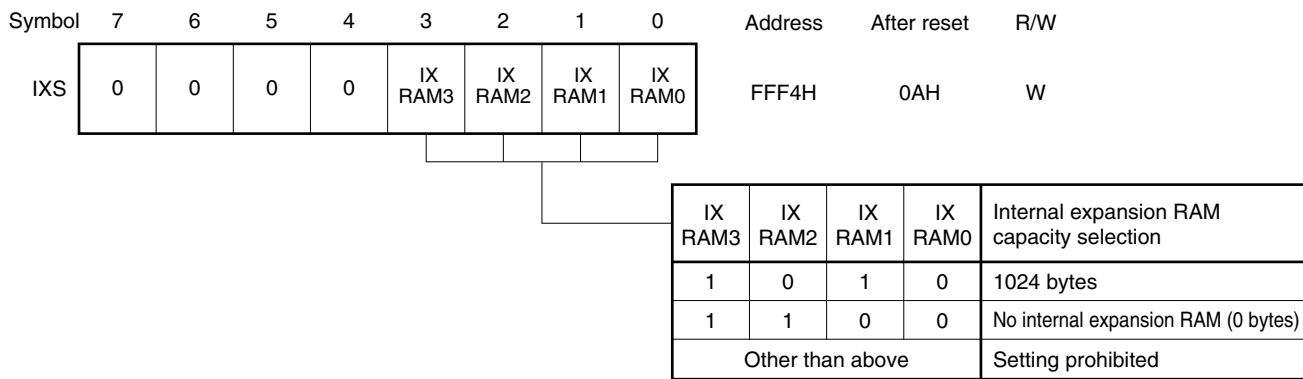 Symbol 7 6 5 4 3 2 1 0 Address After reset R/W
IXS 0 0 0 0 IX RAM3 IX RAM2 IX RAM1 IX RAM0 FFF4H 0AH W
IX RAM3 IX RAM2 IX RAM1 IX RAM0 Internal expansion RAM capacity selection
1 0 1 0 1024 bytes
1 1 0 0 No internal expansion RAM (0 bytes)
Other than above Setting prohibited